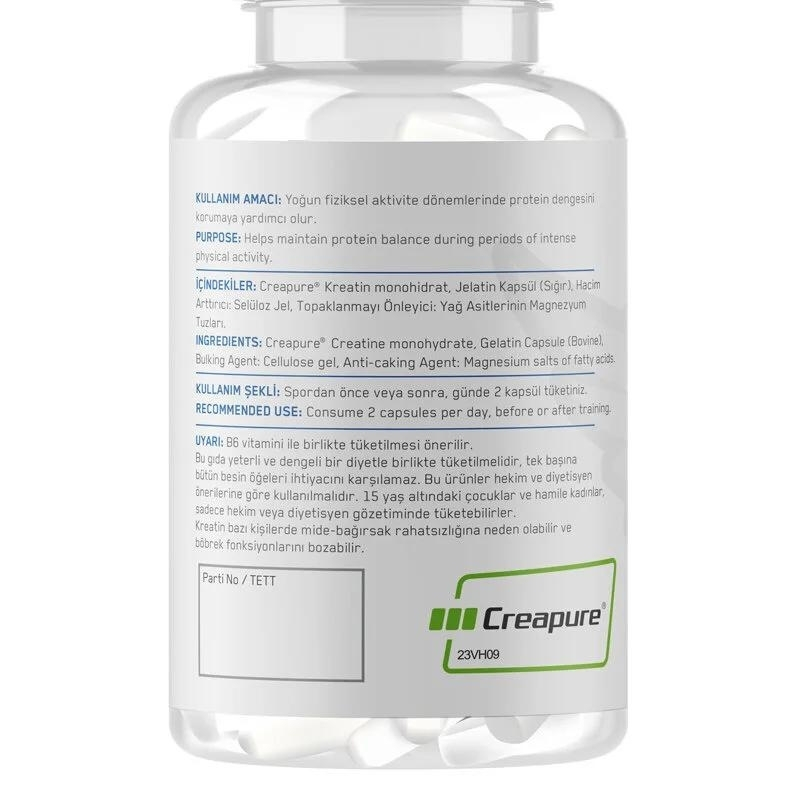 KULLANIM AMACI: Yoğun fiziksel aktivite dönemlerinde protein dengesini
korumaya yardımcı olur.
PURPOSE: Helps maintain protein balance during periods of intense
physical activity.
İÇİNDEKİLER: Creapure® Kreatin monohidrat, Jelatin Kapsül (Sığır), Hacim
Arttırıcı: Selüloz Jel, Topaklanmayı Önleyici: Yağ Asitlerinin Magnezyum
Tuzları.
INGREDIENTS: Creapure® Creatine monohydrate, Gelatin Capsule (Bovine),
Bulking Agent: Cellulose gel, Anti-caking Agent: Magnesium salts of fatty acids.
KULLANIM ŞEKLİ: Spordan önce veya sonra, günde 2 kapsül tüketiniz.
RECOMMENDED USE: Consume 2 capsules per day, before or after training.
UYARI: B6 vitamini ile birlikte tüketilmesi önerilir.
Bu gıda yeterli ve dengeli bir diyetle birlikte tüketilmelidir, tek başına
bütün besin öğeleri ihtiyacını karşılamaz. Bu ürünler hekim ve diyetisyen
önerilerine göre kullanılmalıdır. 15 yaş altındaki çocuklar ve hamile kadınlar,
sadece hekim veya diyetisyen gözetiminde tüketebilirler.
Kreatin bazı kişilerde mide-bağırsak rahatsızlığına neden olabilir ve
böbrek fonksiyonlarını bozabilir.
Parti No / TETT
Creapure®
23VH09